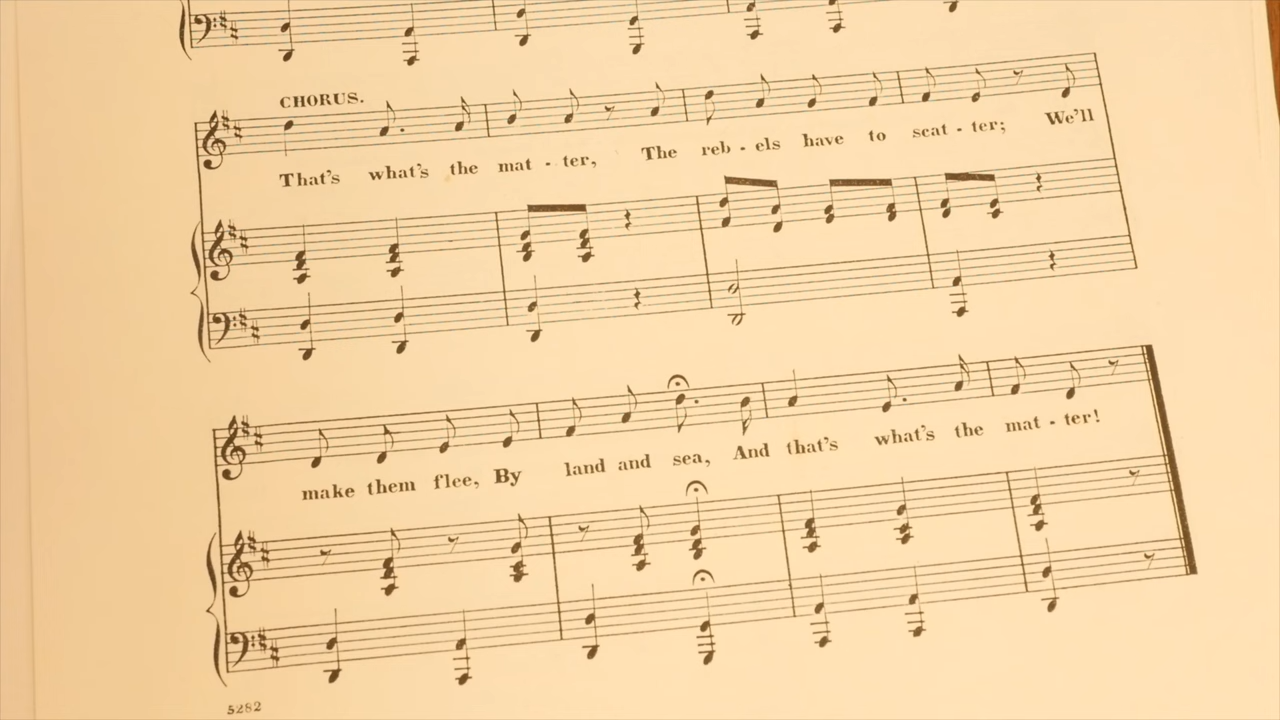 CHORUS.
That's what's the mat - ter, The reb - els have to scat - ter; We'll
make them flee, By land and sea, And that's what's the mat - ter!
5282